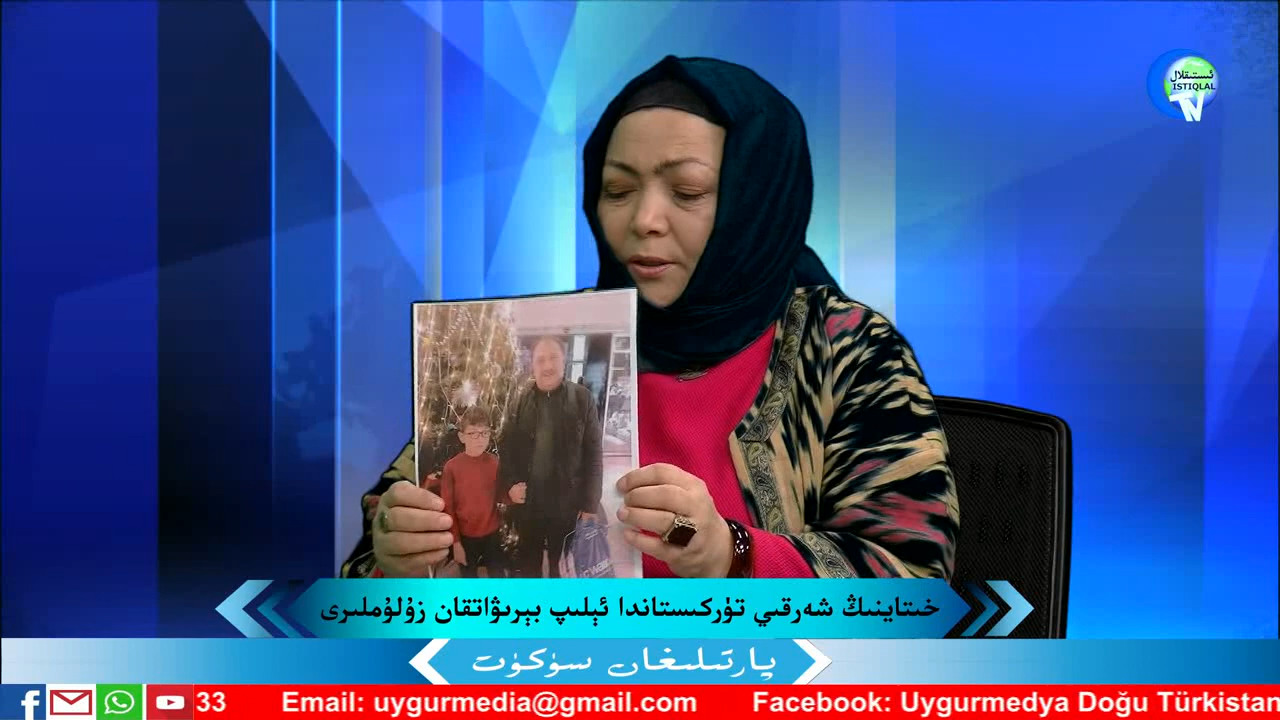 ئىستىقلال
ISTIQLAL
TV
خىتاينىڭ شەرقىي تۈركىستاندا ئېلىپ بېرىۋاتقان زۇلۇملىرى
پارتىلىغان سۈكۈت
33 Email: uygurmedia@gmail.com Facebook: Uygurmedya Doğu Türkistan